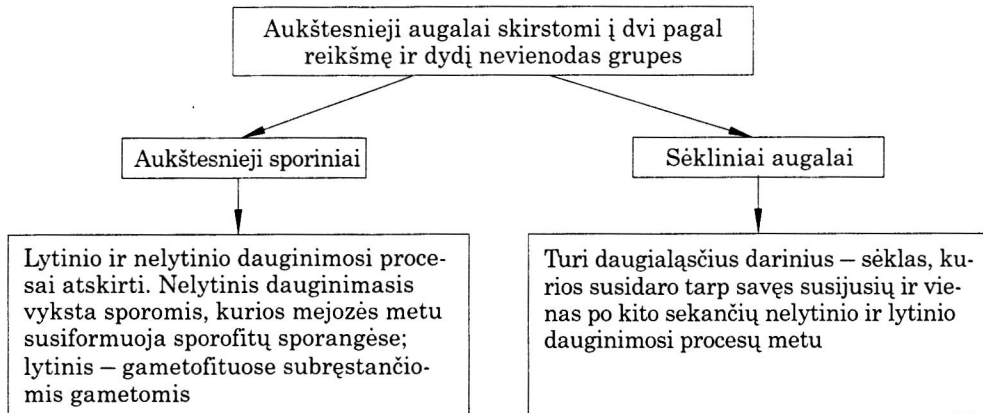 Aukštesnieji augalai skirstomi į dvi pagal
reikšmę ir dydį nevienodas grupes
Aukštesnieji sporiniai
Sėkliniai augalai
Lytinio ir nelytinio dauginimosi proce-
sai atskirti. Nelytinis dauginimasis
vyksta sporomis, kurios mejozės metu
susiformuoja sporofitų sporangėse;
lytinis – gametofituose subręstančio-
mis gametomis
Turi daugialąsčius darinius – sėklas, ku-
rios susidaro tarp savęs susijusių ir vie-
nas po kito sekančių nelytinio ir lytinio
dauginimosi procesų metu